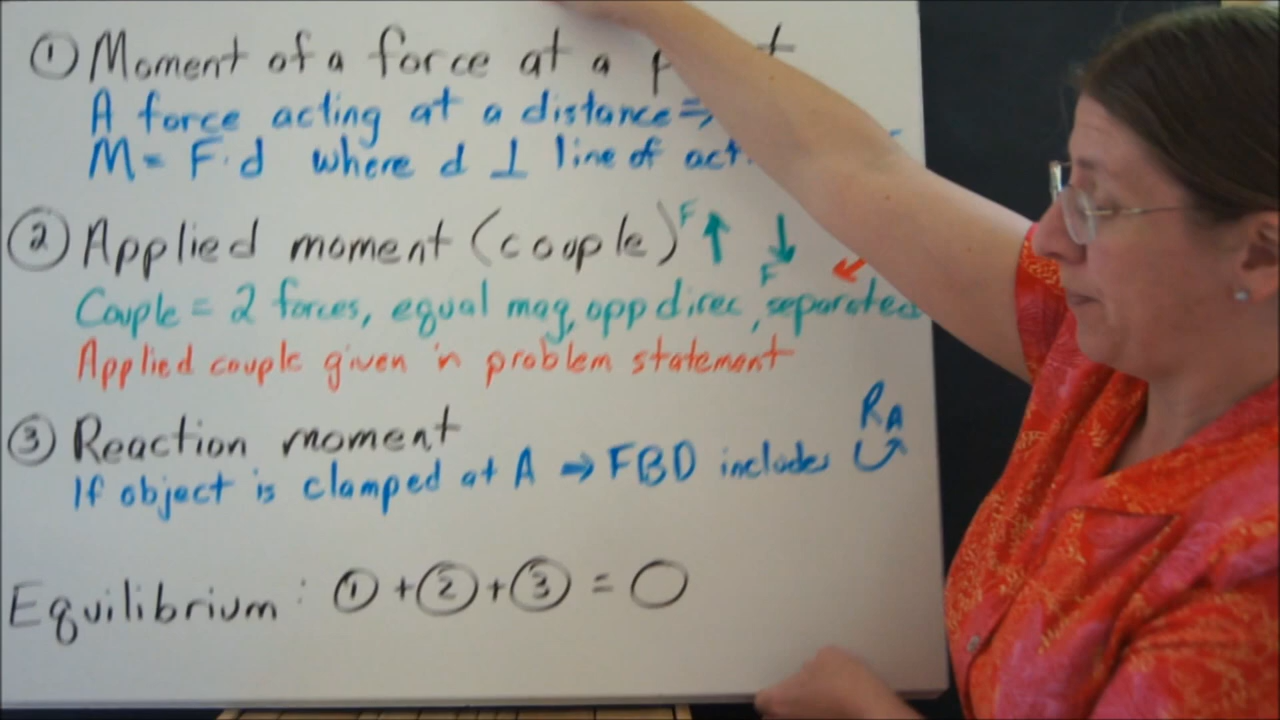 ① Moment of a force at a
A force acting at a distance ⇒
M = F·d where d ⊥ line of act
② Applied moment (couple) F ↑ ↓ F
Couple = 2 forces, equal mag, opp direc, separated
Applied couple given in problem statement
③ Reaction moment
If object is clamped at A ⇒ FBD includes R_A
Equilibrium: ① + ② + ③ = 0